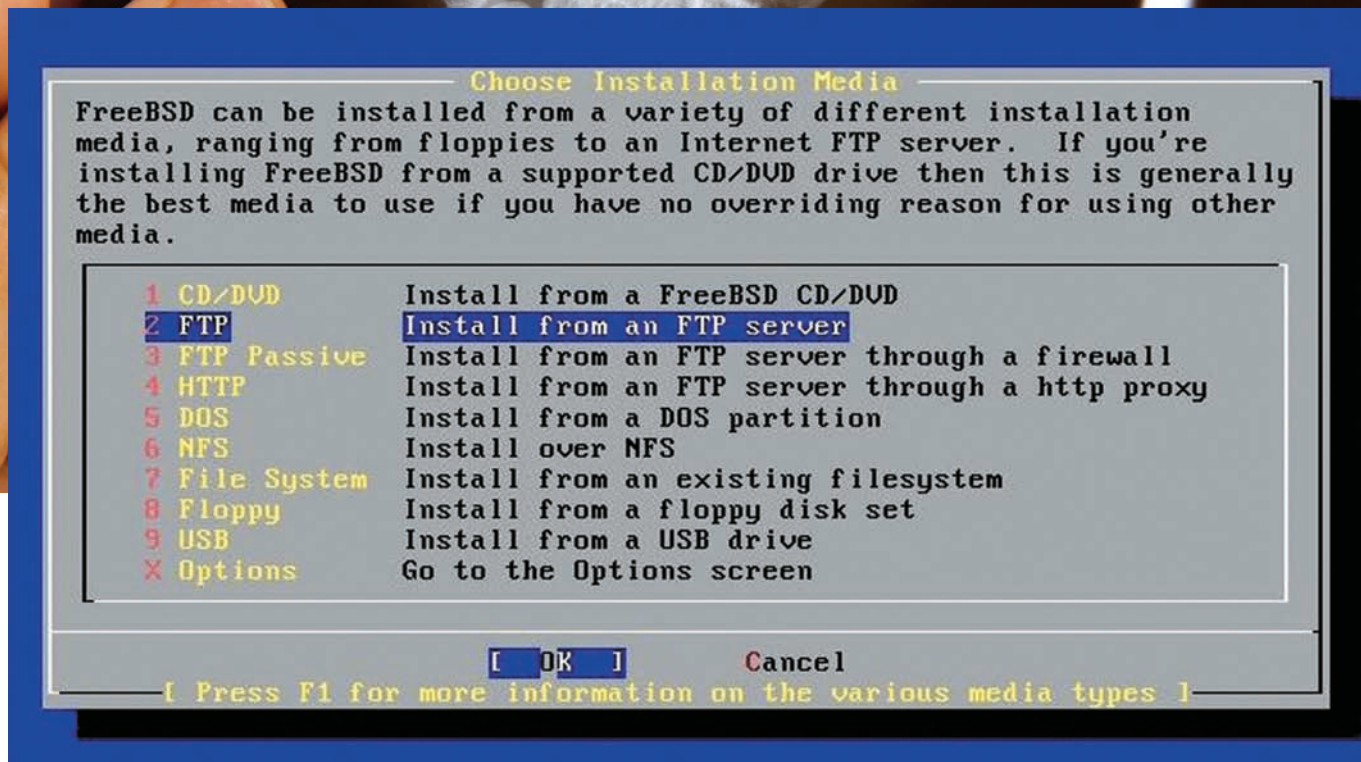 Choose Installation Media
FreeBSD can be installed from a variety of different installation
media, ranging from floppies to an Internet FTP server.  If you're
installing FreeBSD from a supported CD/DVD drive then this is generally
the best media to use if you have no overriding reason for using other
media.
1 CD/DVD Install from a FreeBSD CD/DVD
2 FTP Install from an FTP server
3 FTP Passive Install from an FTP server through a firewall
4 HTTP Install from an FTP server through a http proxy
5 DOS Install from a DOS partition
6 NFS Install over NFS
7 File System Install from an existing filesystem
8 Floppy Install from a floppy disk set
9 USB Install from a USB drive
X Options Go to the Options screen
[ OK ] Cancel
[ Press F1 for more information on the various media types ]